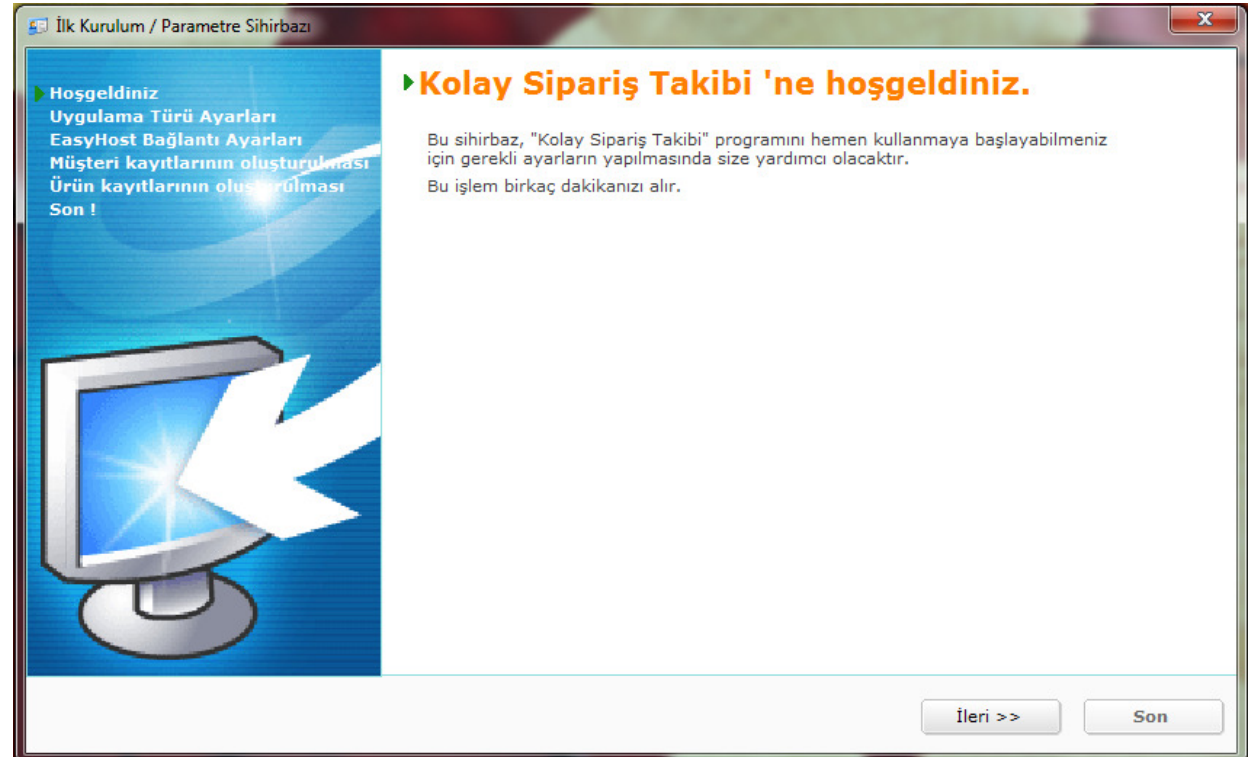 İlk Kurulum / Parametre Sihirbazı
Hoşgeldiniz
Uygulama Türü Ayarları
EasyHost Bağlantı Ayarları
Müşteri kayıtlarının oluşturulması
Ürün kayıtlarının oluşturulması
Son !
Kolay Sipariş Takibi 'ne hoşgeldiniz.
Bu sihirbaz, "Kolay Sipariş Takibi" programını hemen kullanmaya başlayabilmeniz
için gerekli ayarların yapılmasında size yardımcı olacaktır.
Bu işlem birkaç dakikanızı alır.
İleri >>
Son